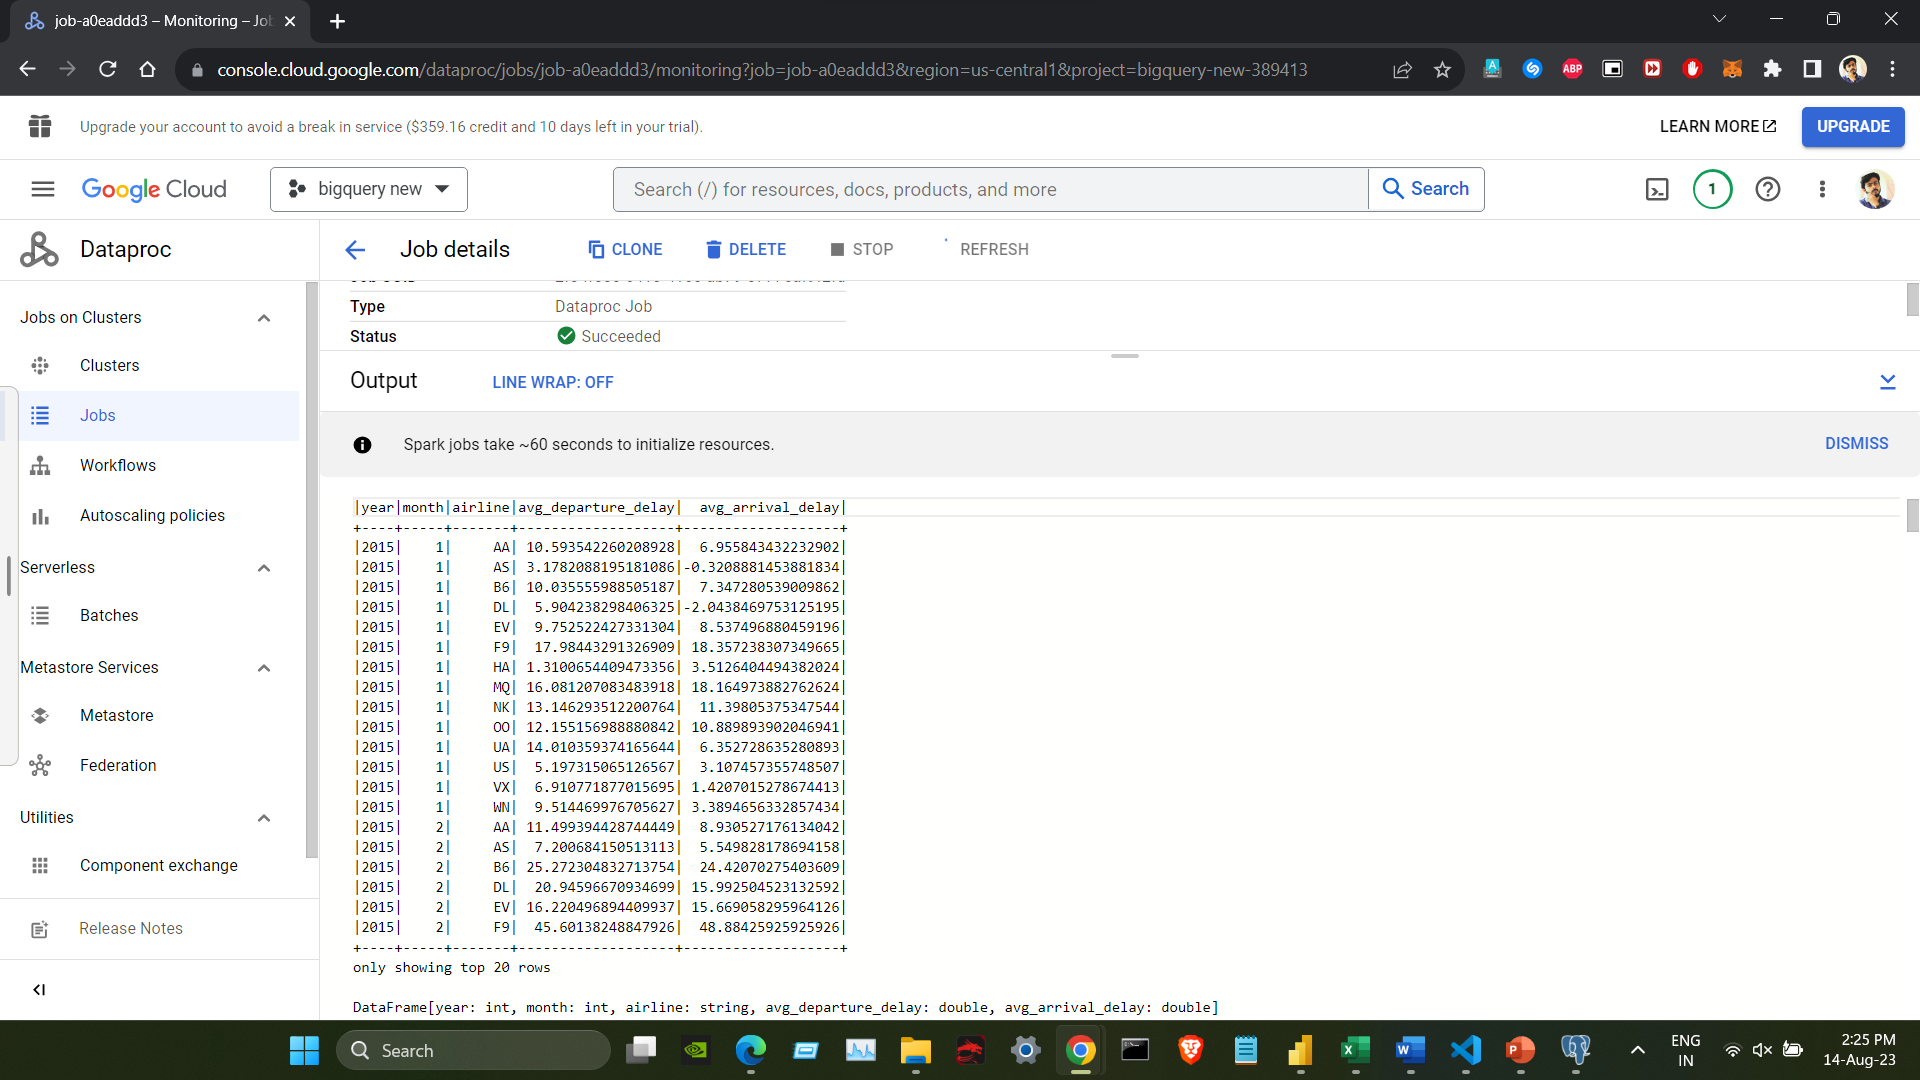 job-a0eaddd3 – Monitoring – Job
console.cloud.google.com/dataproc/jobs/job-a0eaddd3/monitoring?job=job-a0eaddd3&region=us-central1&project=bigquery-new-389413
ABP
Upgrade your account to avoid a break in service ($359.16 credit and 10 days left in your trial).
LEARN MORE
UPGRADE
Google Cloud
bigquery new
Search (/) for resources, docs, products, and more
Search
1
Dataproc
Job details
CLONE
DELETE
STOP
REFRESH
Jobs on Clusters
Clusters
Jobs
Workflows
Autoscaling policies
Serverless
Batches
Metastore Services
Metastore
Federation
Utilities
Component exchange
Release Notes
Type Dataproc Job
Status Succeeded
Output
LINE WRAP: OFF
Spark jobs take ~60 seconds to initialize resources.
DISMISS
|year|month|airline|avg_departure_delay|  avg_arrival_delay|
+----+-----+-------+-------------------+-------------------+
|2015|    1|     AA| 10.593542260208928|  6.955843432232902|
|2015|    1|     AS| 3.1782088195181086|-0.3208881453881834|
|2015|    1|     B6| 10.035555988505187|  7.347280539009862|
|2015|    1|     DL|  5.904238298406325|-2.0438469753125195|
|2015|    1|     EV|  9.752522427331304|  8.537496880459196|
|2015|    1|     F9|  17.98443291326909| 18.357238307349665|
|2015|    1|     HA| 1.3100654409473356| 3.5126404494382024|
|2015|    1|     MQ| 16.081207083483918| 18.164973882762624|
|2015|    1|     NK| 13.146293512200764|  11.39805375347544|
|2015|    1|     OO| 12.155156988880842| 10.889893902046941|
|2015|    1|     UA| 14.010359374165644|  6.352728635280893|
|2015|    1|     US|  5.197315065126567|  3.107457355748507|
|2015|    1|     VX|  6.910771877015695| 1.4207015278674413|
|2015|    1|     WN|  9.514469976705627| 3.3894656332857434|
|2015|    2|     AA| 11.499394428744449|  8.930527176134042|
|2015|    2|     AS|  7.200684150513113|  5.549828178694158|
|2015|    2|     B6| 25.272304832713754|  24.42070275403609|
|2015|    2|     DL|  20.94596670934699| 15.992504523132592|
|2015|    2|     EV| 16.220496894409937| 15.669058295964126|
|2015|    2|     F9|  45.60138248847926|  48.88425925925926|
+----+-----+-------+-------------------+-------------------+
only showing top 20 rows
DataFrame[year: int, month: int, airline: string, avg_departure_delay: double, avg_arrival_delay: double]
Search
ENG
IN
2:25 PM
14-Aug-23